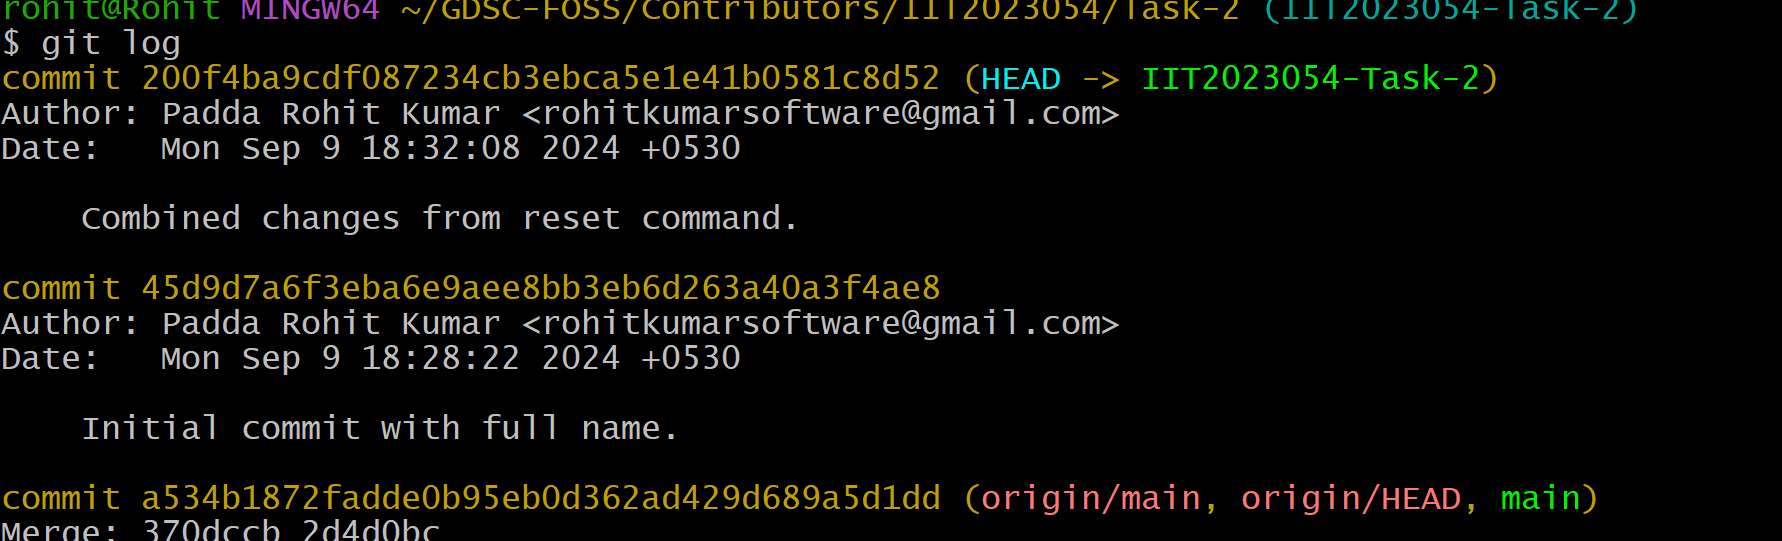 rohit@Rohit MINGW64 ~/GDSC-FOSS/Contributors/IIT2023054/Task-2 (IIT2023054-Task-2)
$ git log
commit 200f4ba9cdf087234cb3ebca5e1e41b0581c8d52 (HEAD -> IIT2023054-Task-2)
Author: Padda Rohit Kumar <rohitkumarsoftware@gmail.com>
Date:   Mon Sep 9 18:32:08 2024 +0530
    Combined changes from reset command.
commit 45d9d7a6f3eba6e9aee8bb3eb6d263a40a3f4ae8
Author: Padda Rohit Kumar <rohitkumarsoftware@gmail.com>
Date:   Mon Sep 9 18:28:22 2024 +0530
    Initial commit with full name.
commit a534b1872fadde0b95eb0d362ad429d689a5d1dd (origin/main, origin/HEAD, main)
Merge: 370dccb 2d4d0bc